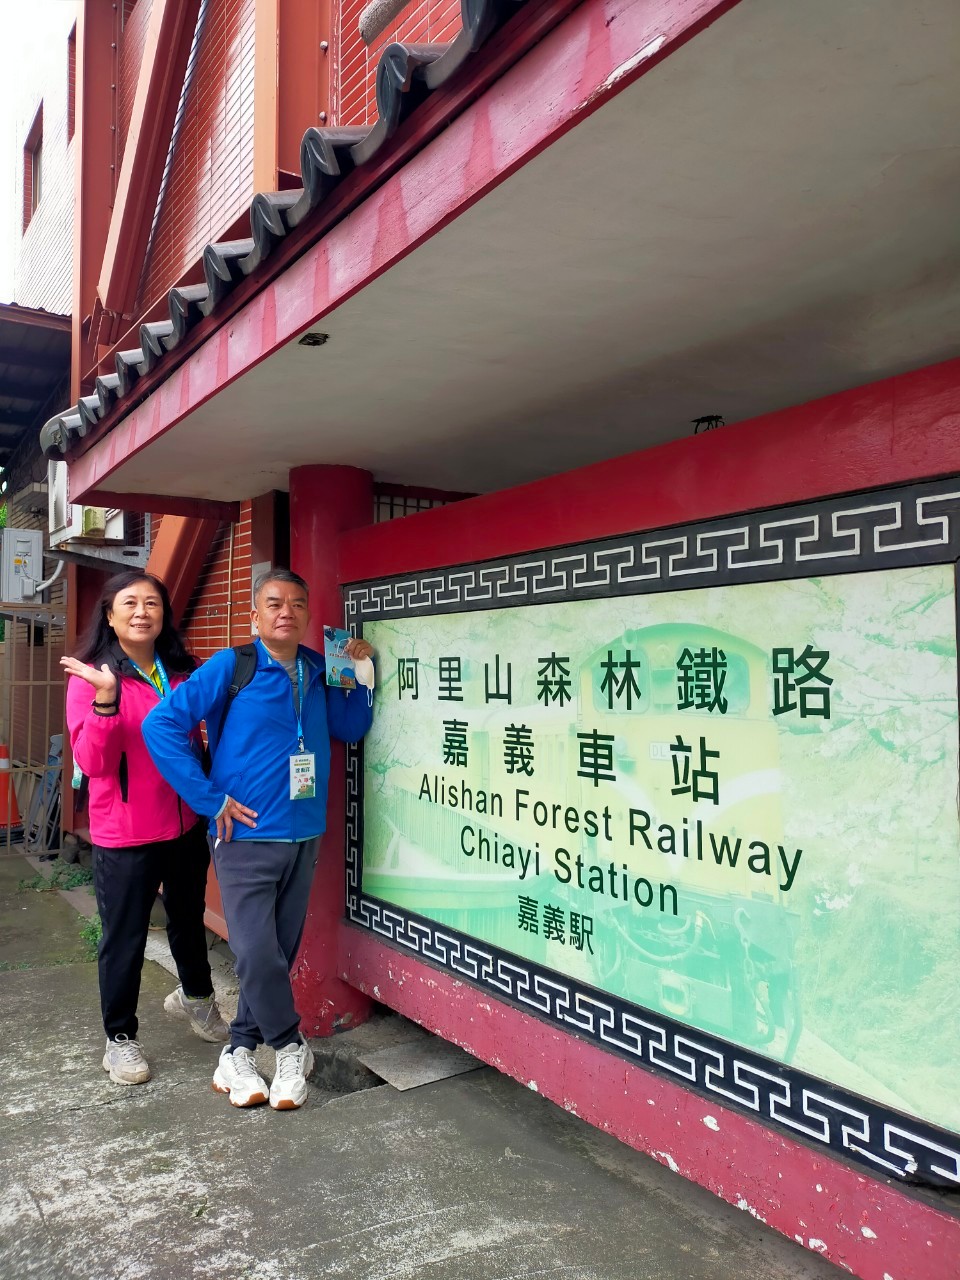 阿里山森林鐵路
嘉義車站
Alishan Forest Railway
Chiayi Station
嘉義駅
DL